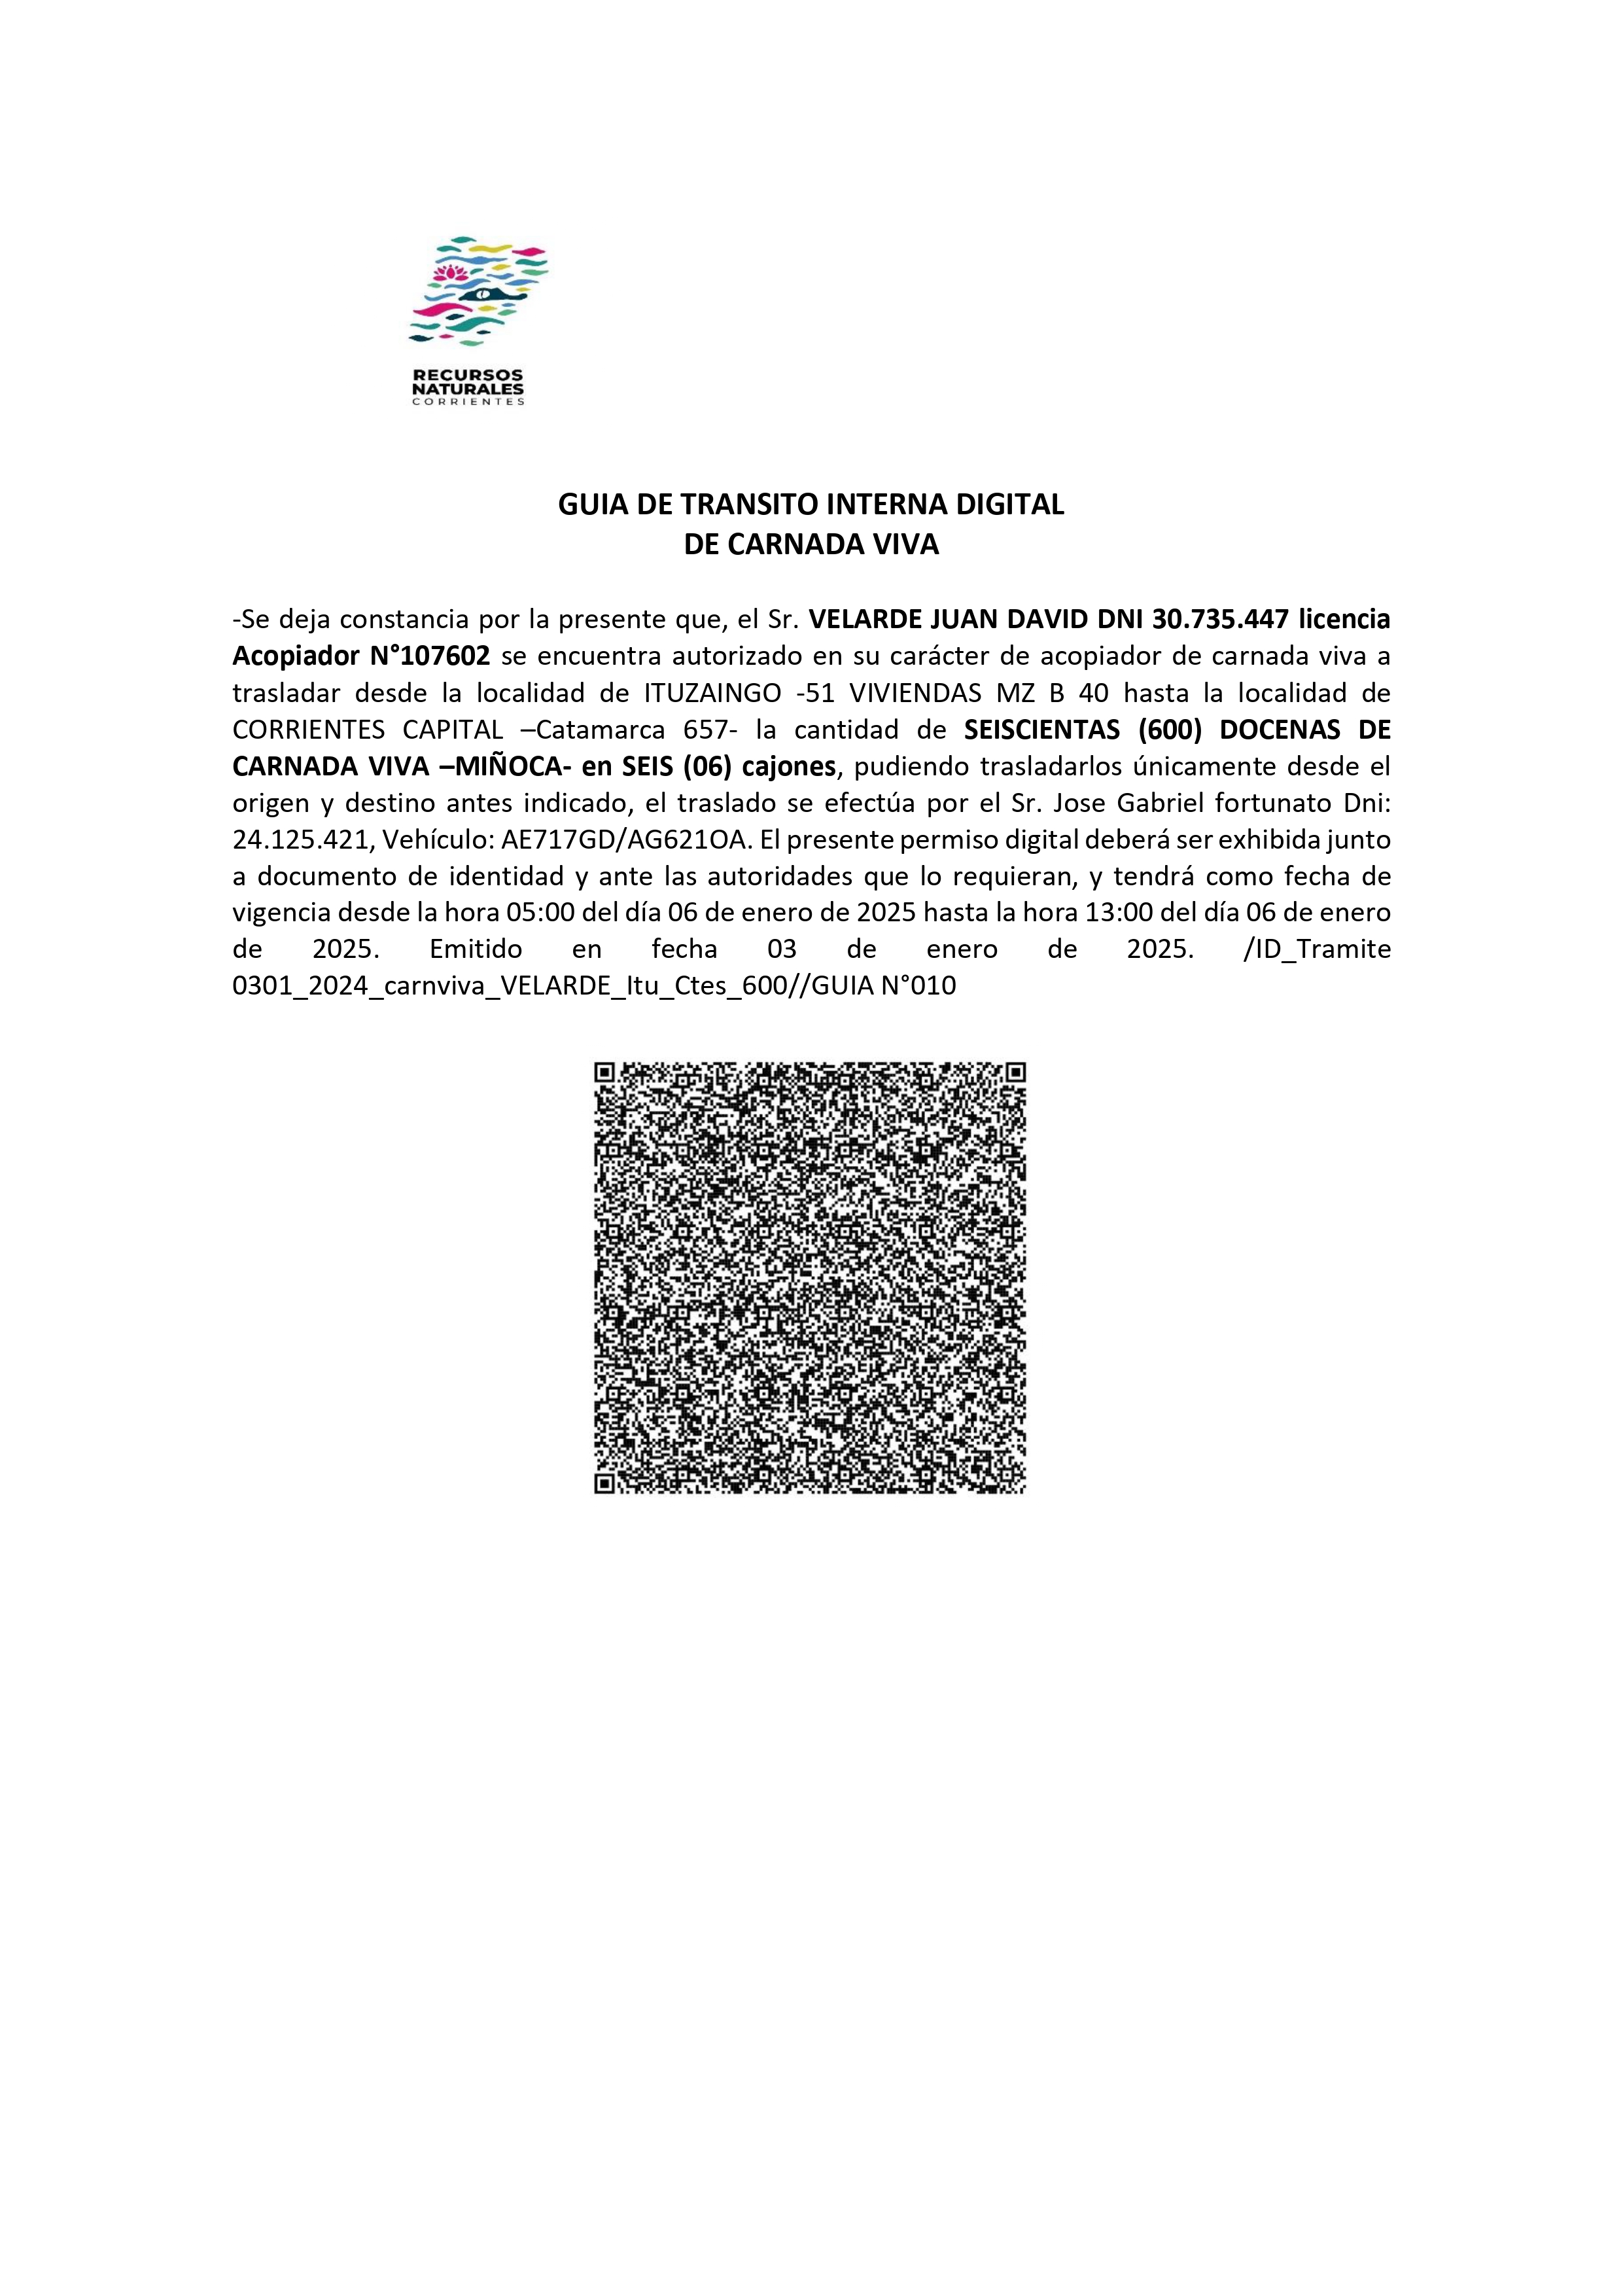 RECURSOS
NATURALES
CORRIENTES
GUIA DE TRANSITO INTERNA DIGITAL
DE CARNADA VIVA
-Se deja constancia por la presente que, el Sr. VELARDE JUAN DAVID DNI 30.735.447 licencia
Acopiador N°107602 se encuentra autorizado en su carácter de acopiador de carnada viva a
trasladar desde la localidad de ITUZAINGO -51 VIVIENDAS MZ B 40 hasta la localidad de
CORRIENTES CAPITAL –Catamarca 657- la cantidad de SEISCIENTAS (600) DOCENAS DE
CARNADA VIVA –MIÑOCA- en SEIS (06) cajones, pudiendo trasladarlos únicamente desde el
origen y destino antes indicado, el traslado se efectúa por el Sr. Jose Gabriel fortunato Dni:
24.125.421, Vehículo: AE717GD/AG621OA. El presente permiso digital deberá ser exhibida junto
a documento de identidad y ante las autoridades que lo requieran, y tendrá como fecha de
vigencia desde la hora 05:00 del día 06 de enero de 2025 hasta la hora 13:00 del día 06 de enero
de 2025. Emitido en fecha 03 de enero de 2025. /ID_Tramite
0301_2024_carnviva_VELARDE_Itu_Ctes_600//GUIA N°010